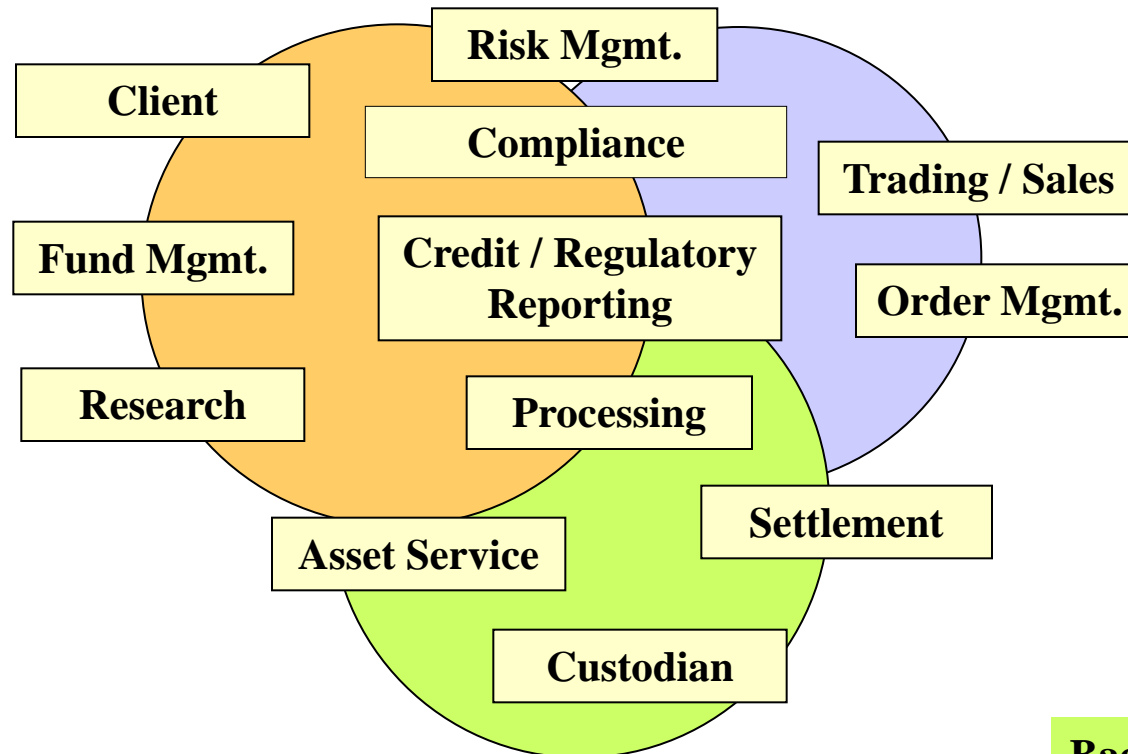 Risk Mgmt.
Client
Compliance
Trading / Sales
Fund Mgmt.
Credit / Regulatory
Reporting
Order Mgmt.
Research
Processing
Settlement
Asset Service
Custodian